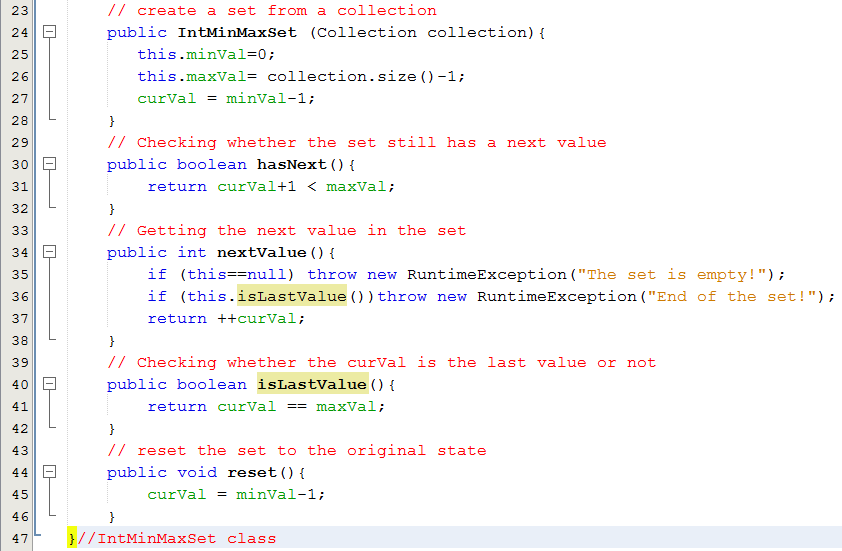 23 // create a set from a collection
24 public IntMinMaxSet (Collection collection){
25 this.minVal=0;
26 this.maxVal= collection.size()-1;
27 curVal = minVal-1;
28 }
29 // Checking whether the set still has a next value
30 public boolean hasNext(){
31 return curVal+1 < maxVal;
32 }
33 // Getting the next value in the set
34 public int nextValue(){
35 if (this==null) throw new RuntimeException("The set is empty!");
36 if (this.isLastValue())throw new RuntimeException("End of the set!");
37 return ++curVal;
38 }
39 // Checking whether the curVal is the last value or not
40 public boolean isLastValue(){
41 return curVal == maxVal;
42 }
43 // reset the set to the original state
44 public void reset(){
45 curVal = minVal-1;
46 }
47 }//IntMinMaxSet class